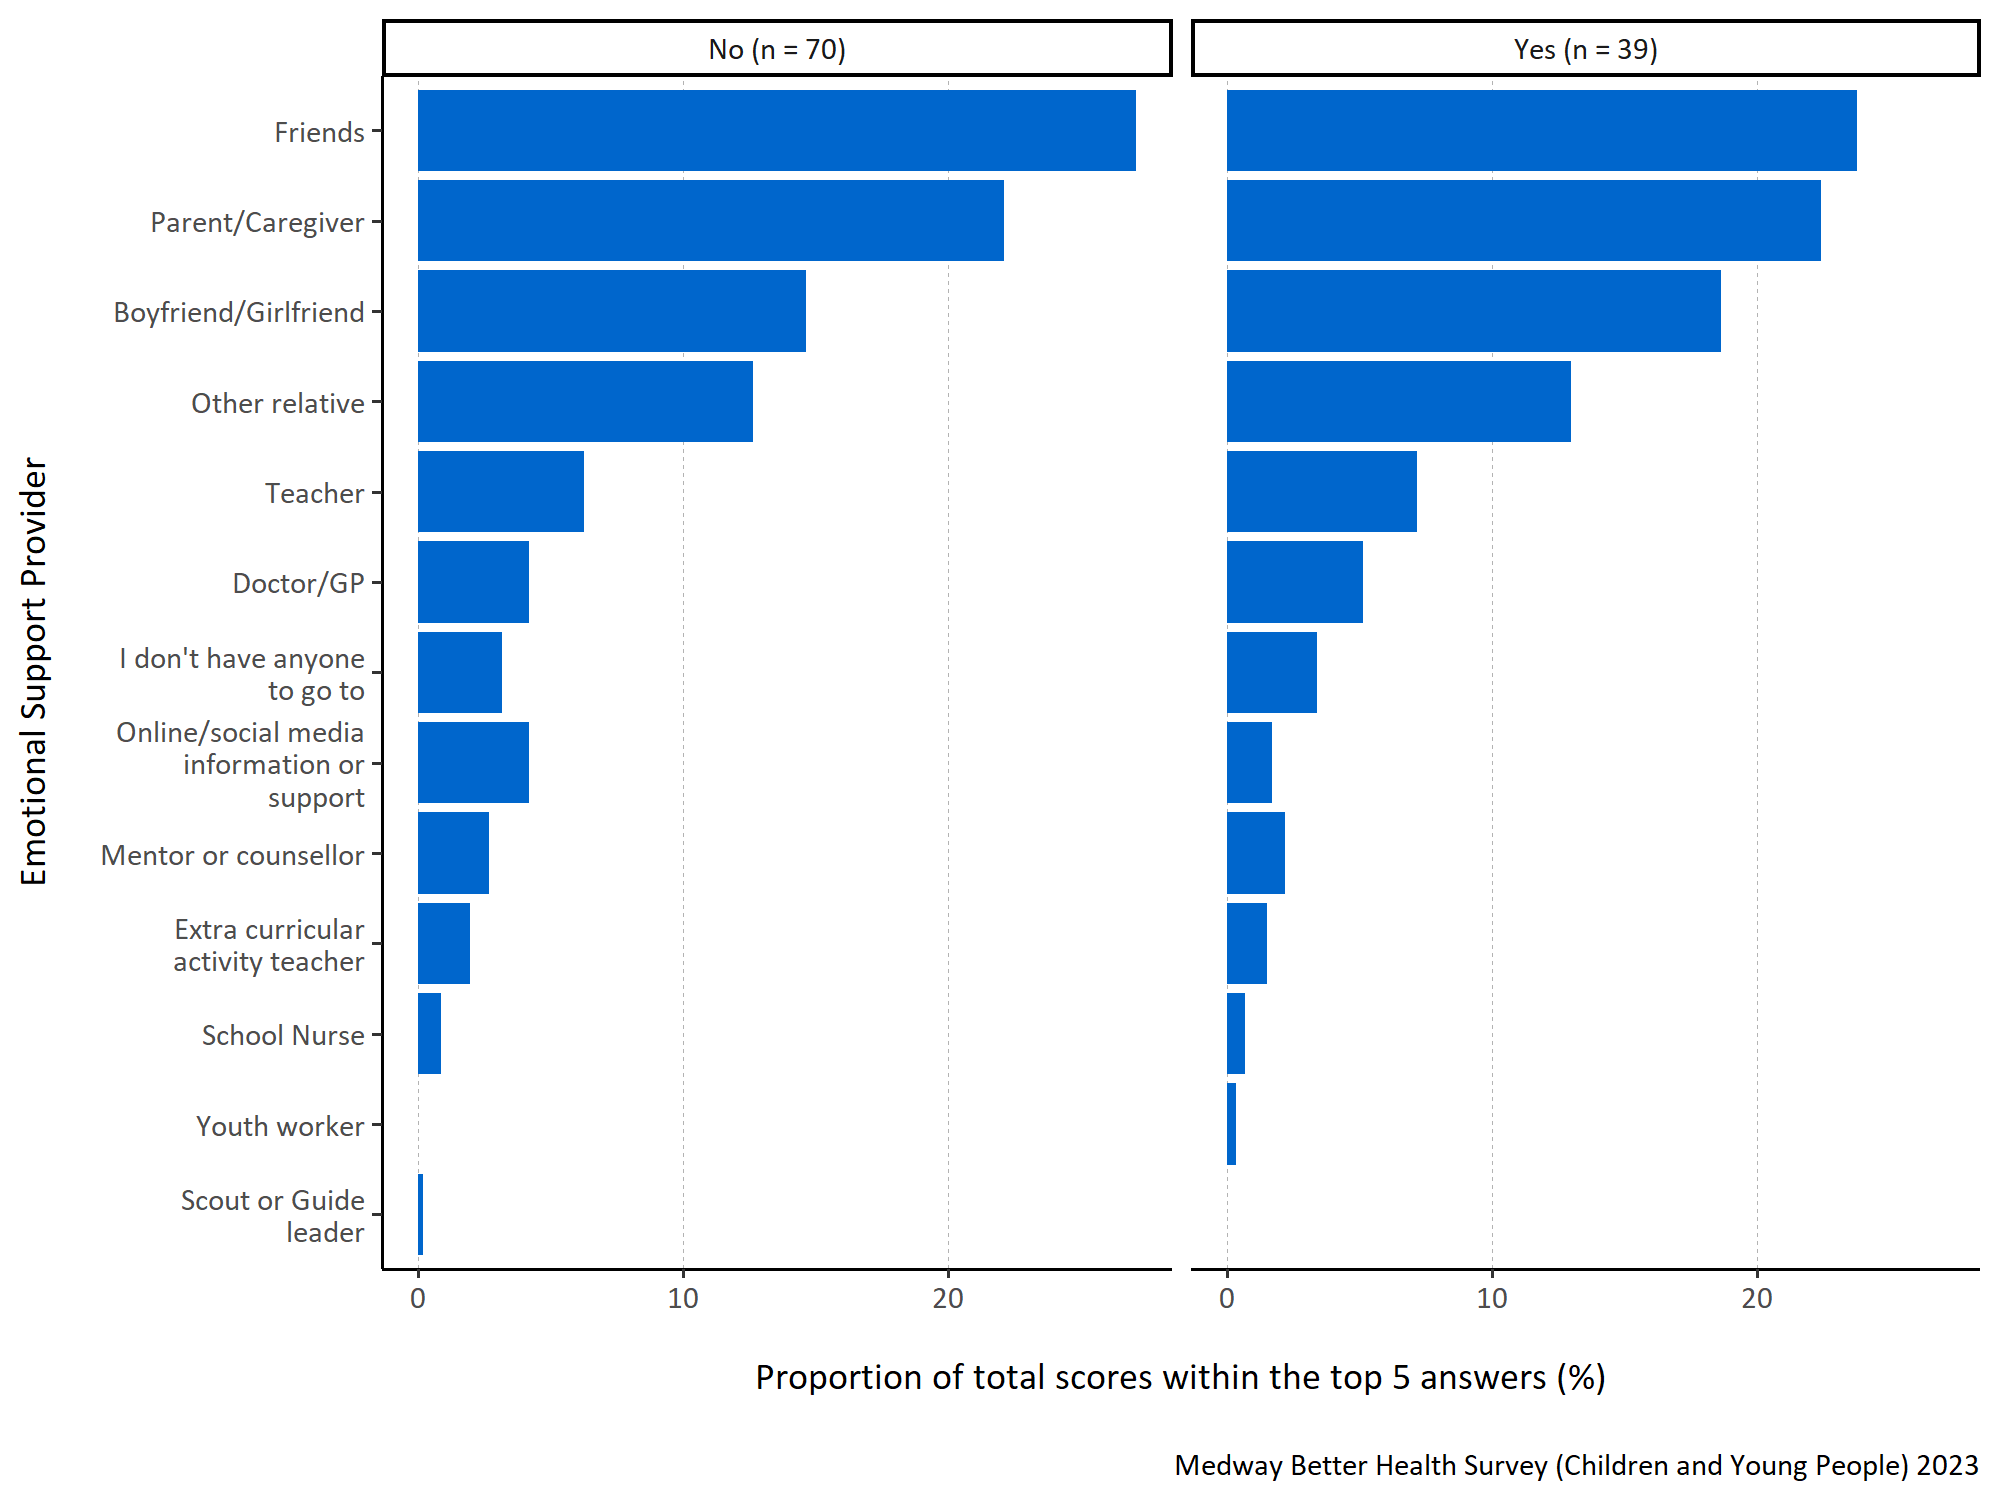 No (n = 70)
Yes (n = 39)
Emotional Support Provider
Friends
Parent/Caregiver
Boyfriend/Girlfriend
Other relative
Teacher
Doctor/GP
I don't have anyone
to go to
Online/social media
information or
support
Mentor or counsellor
Extra curricular
activity teacher
School Nurse
Youth worker
Scout or Guide
leader
0 10 20
0 10 20
Proportion of total scores within the top 5 answers (%)
Medway Better Health Survey (Children and Young People) 2023